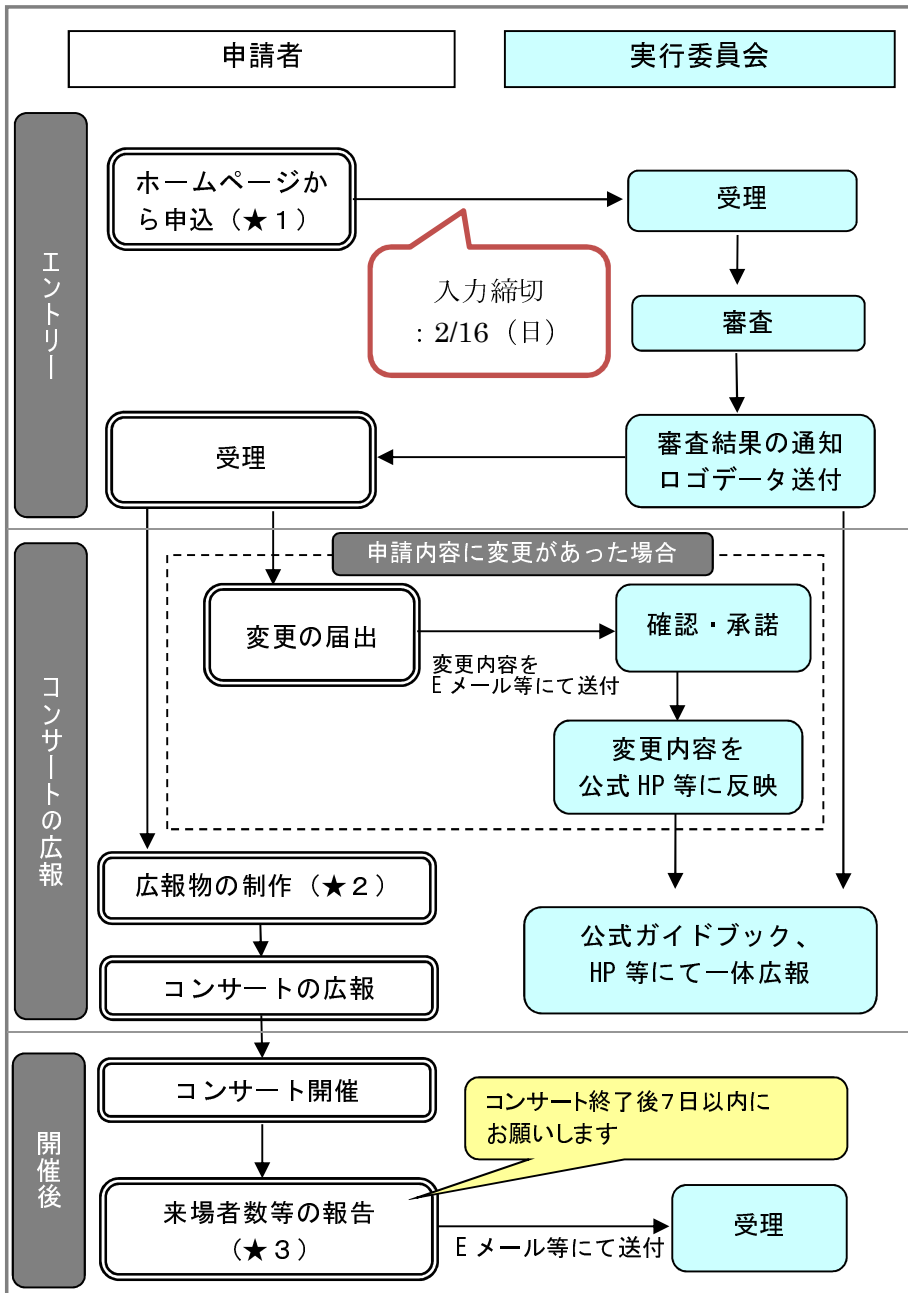 申請者
実行委員会
エントリー
ホームページか
ら申込（★１）
受理
入力締切
：2/16（日）
審査
受理
審査結果の通知
ロゴデータ送付
コンサートの広報
申請内容に変更があった場合
変更の届出
確認・承諾
変更内容を
Eメール等にて送付
変更内容を
公式HP等に反映
広報物の制作（★２）
公式ガイドブック、
HP等にて一体広報
コンサートの広報
開催後
コンサート開催
コンサート終了後7日以内に
お願いします
来場者数等の報告
（★３）
Eメール等にて送付
受理